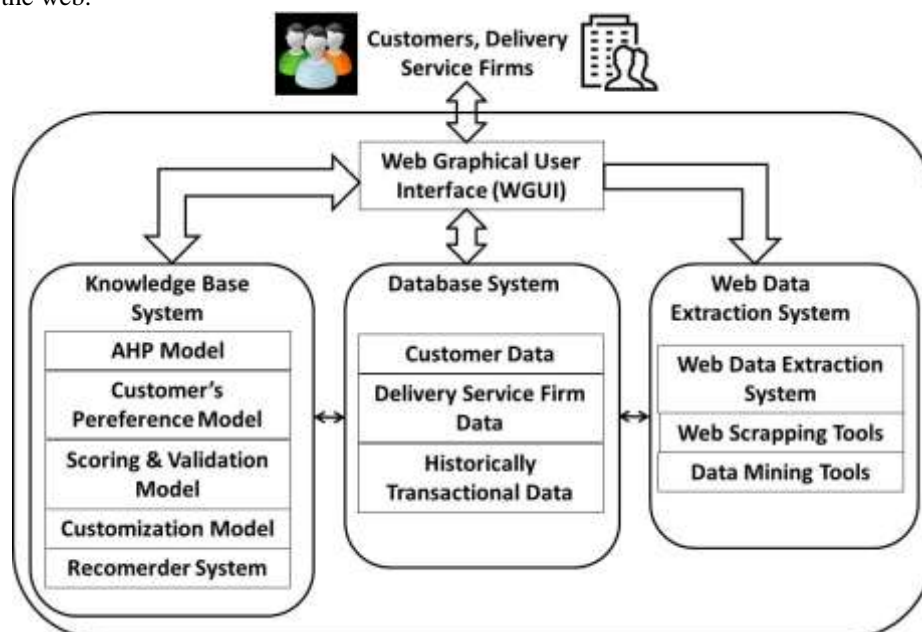 the web.
Customers, Delivery
Service Firms
Web Graphical User
Interface (WGUI)
Knowledge Base
System
AHP Model
Customer's
Pereference Model
Scoring & Validation
Model
Customization Model
Recomerder System
Database System
Customer Data
Delivery Service Firm
Data
Historically
Transactional Data
Web Data
Extraction System
Web Data Extraction
System
Web Scrapping Tools
Data Mining Tools